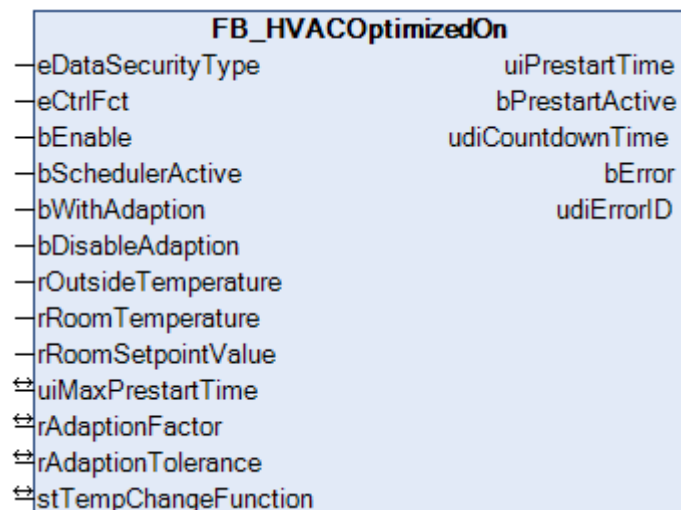 FB_HVACOptimizedOn
eDataSecurityType uiPrestartTime
eCtrlFct bPrestartActive
bEnable udiCountdownTime
bSchedulerActive bError
bWithAdaption udiErrorID
bDisableAdaption
rOutsideTemperature
rRoomTemperature
rRoomSetpointValue
uiMaxPrestartTime
rAdaptionFactor
rAdaptionTolerance
stTempChangeFunction